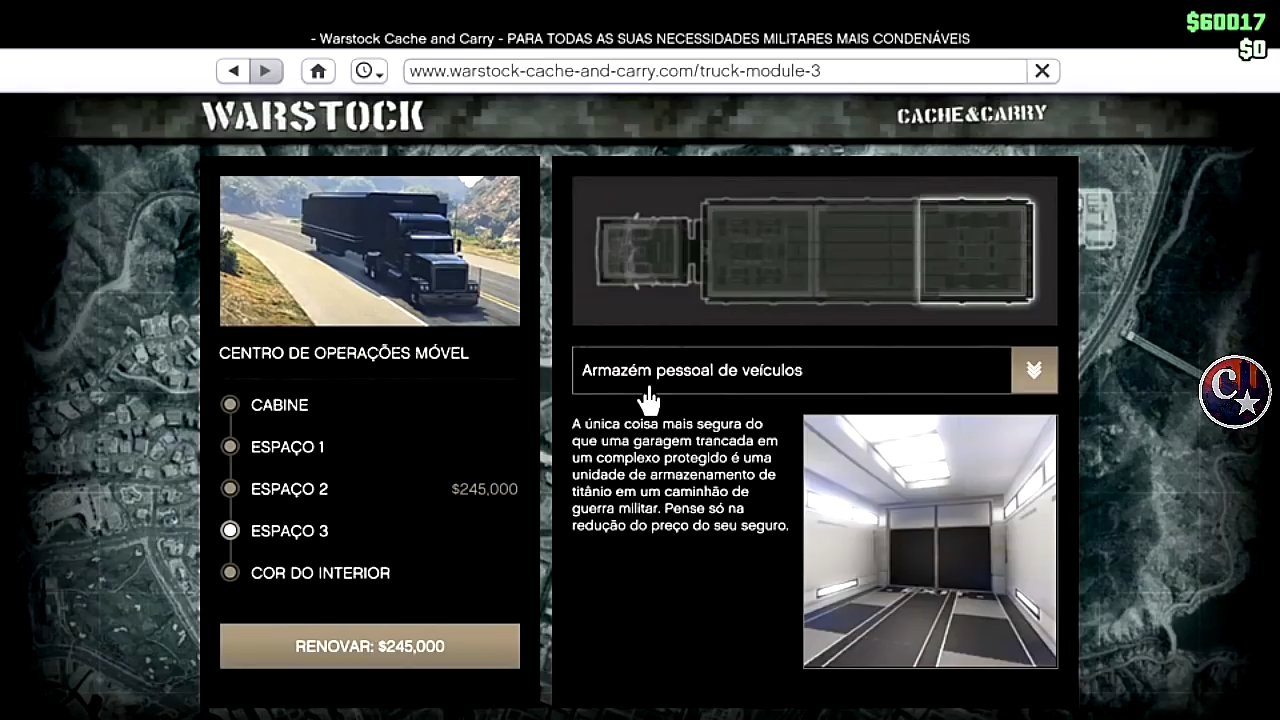 $60017
$0
- Warstock Cache and Carry - PARA TODAS AS SUAS NECESSIDADES MILITARES MAIS CONDENÁVEIS
www.warstock-cache-and-carry.com/truck-module-3
WARSTOCK
CACHE&CARRY
CENTRO DE OPERAÇÕES MÓVEL
CABINE
ESPAÇO 1
ESPAÇO 2 $245,000
ESPAÇO 3
COR DO INTERIOR
RENOVAR: $245,000
Armazém pessoal de veículos
A única coisa mais segura do
que uma garagem trancada em
um complexo protegido é uma
unidade de armazenamento de
titânio em um caminhão de
guerra militar. Pense só na
redução do preço do seu seguro.
C